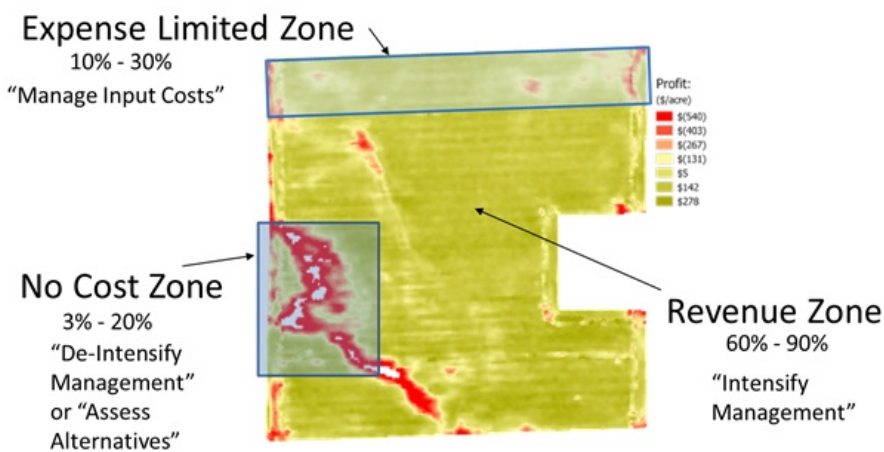 Expense Limited Zone
10% - 30%
“Manage Input Costs”
Profit:
($/acre)
$(540)
$(403)
$(267)
$(131)
$5
$142
$278
No Cost Zone
3% - 20%
“De-Intensify
Management”
or “Assess
Alternatives”
Revenue Zone
60% - 90%
“Intensify
Management”